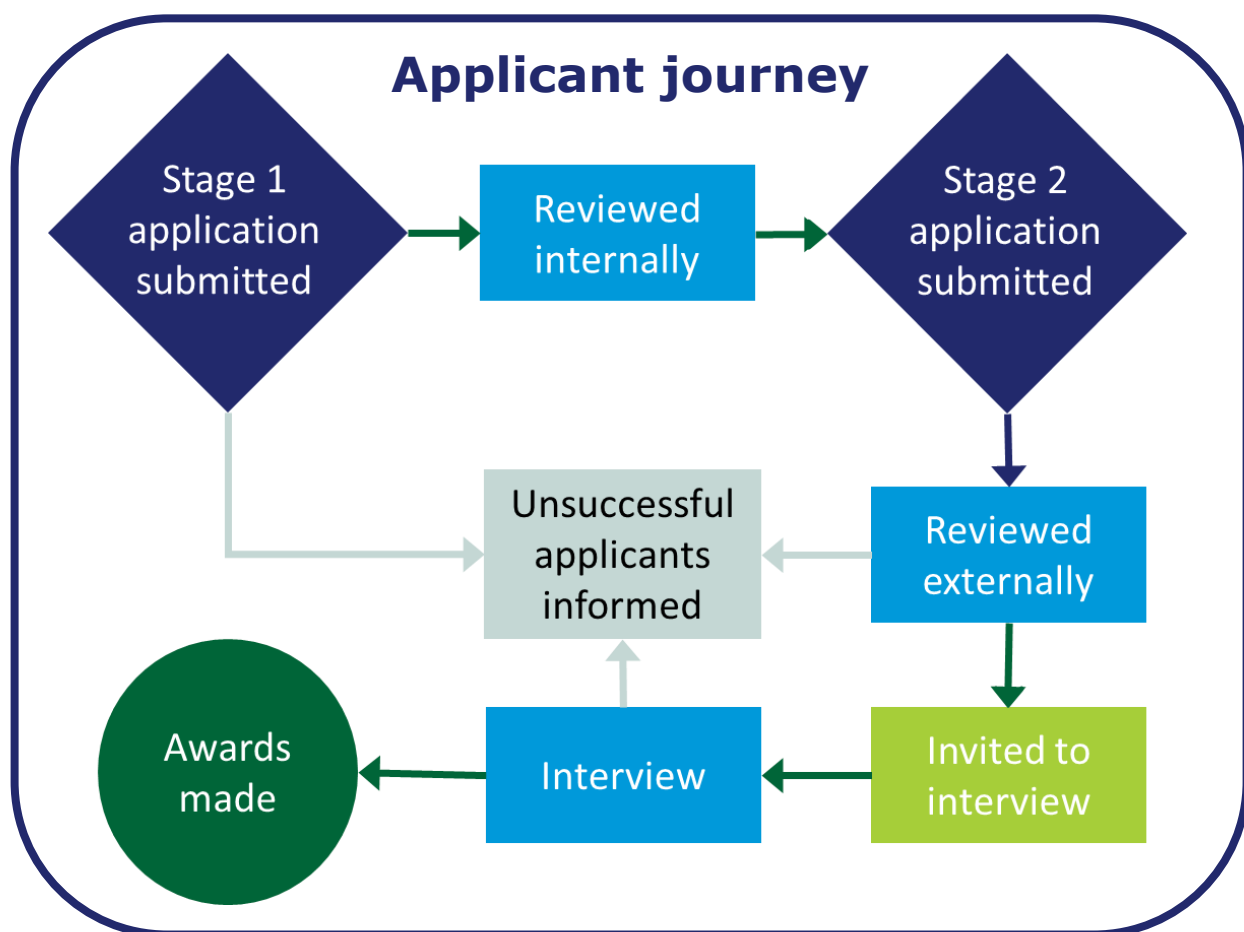 Applicant journey
Stage 1
application
submitted
Reviewed
internally
Stage 2
application
submitted
Unsuccessful
applicants
informed
Reviewed
externally
Awards
made
Interview
Invited to
interview